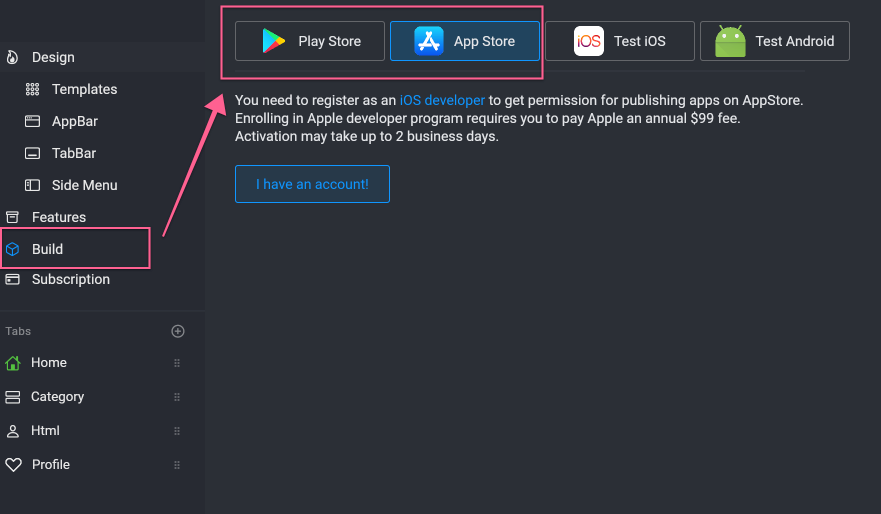 Design
Templates
AppBar
TabBar
Side Menu
Features
Build
Subscription
Tabs
Home
Category
Html
Profile
Play Store
App Store
iOS Test iOS
Test Android
You need to register as an iOS developer to get permission for publishing apps on AppStore.
Enrolling in Apple developer program requires you to pay Apple an annual $99 fee.
Activation may take up to 2 business days.
I have an account!